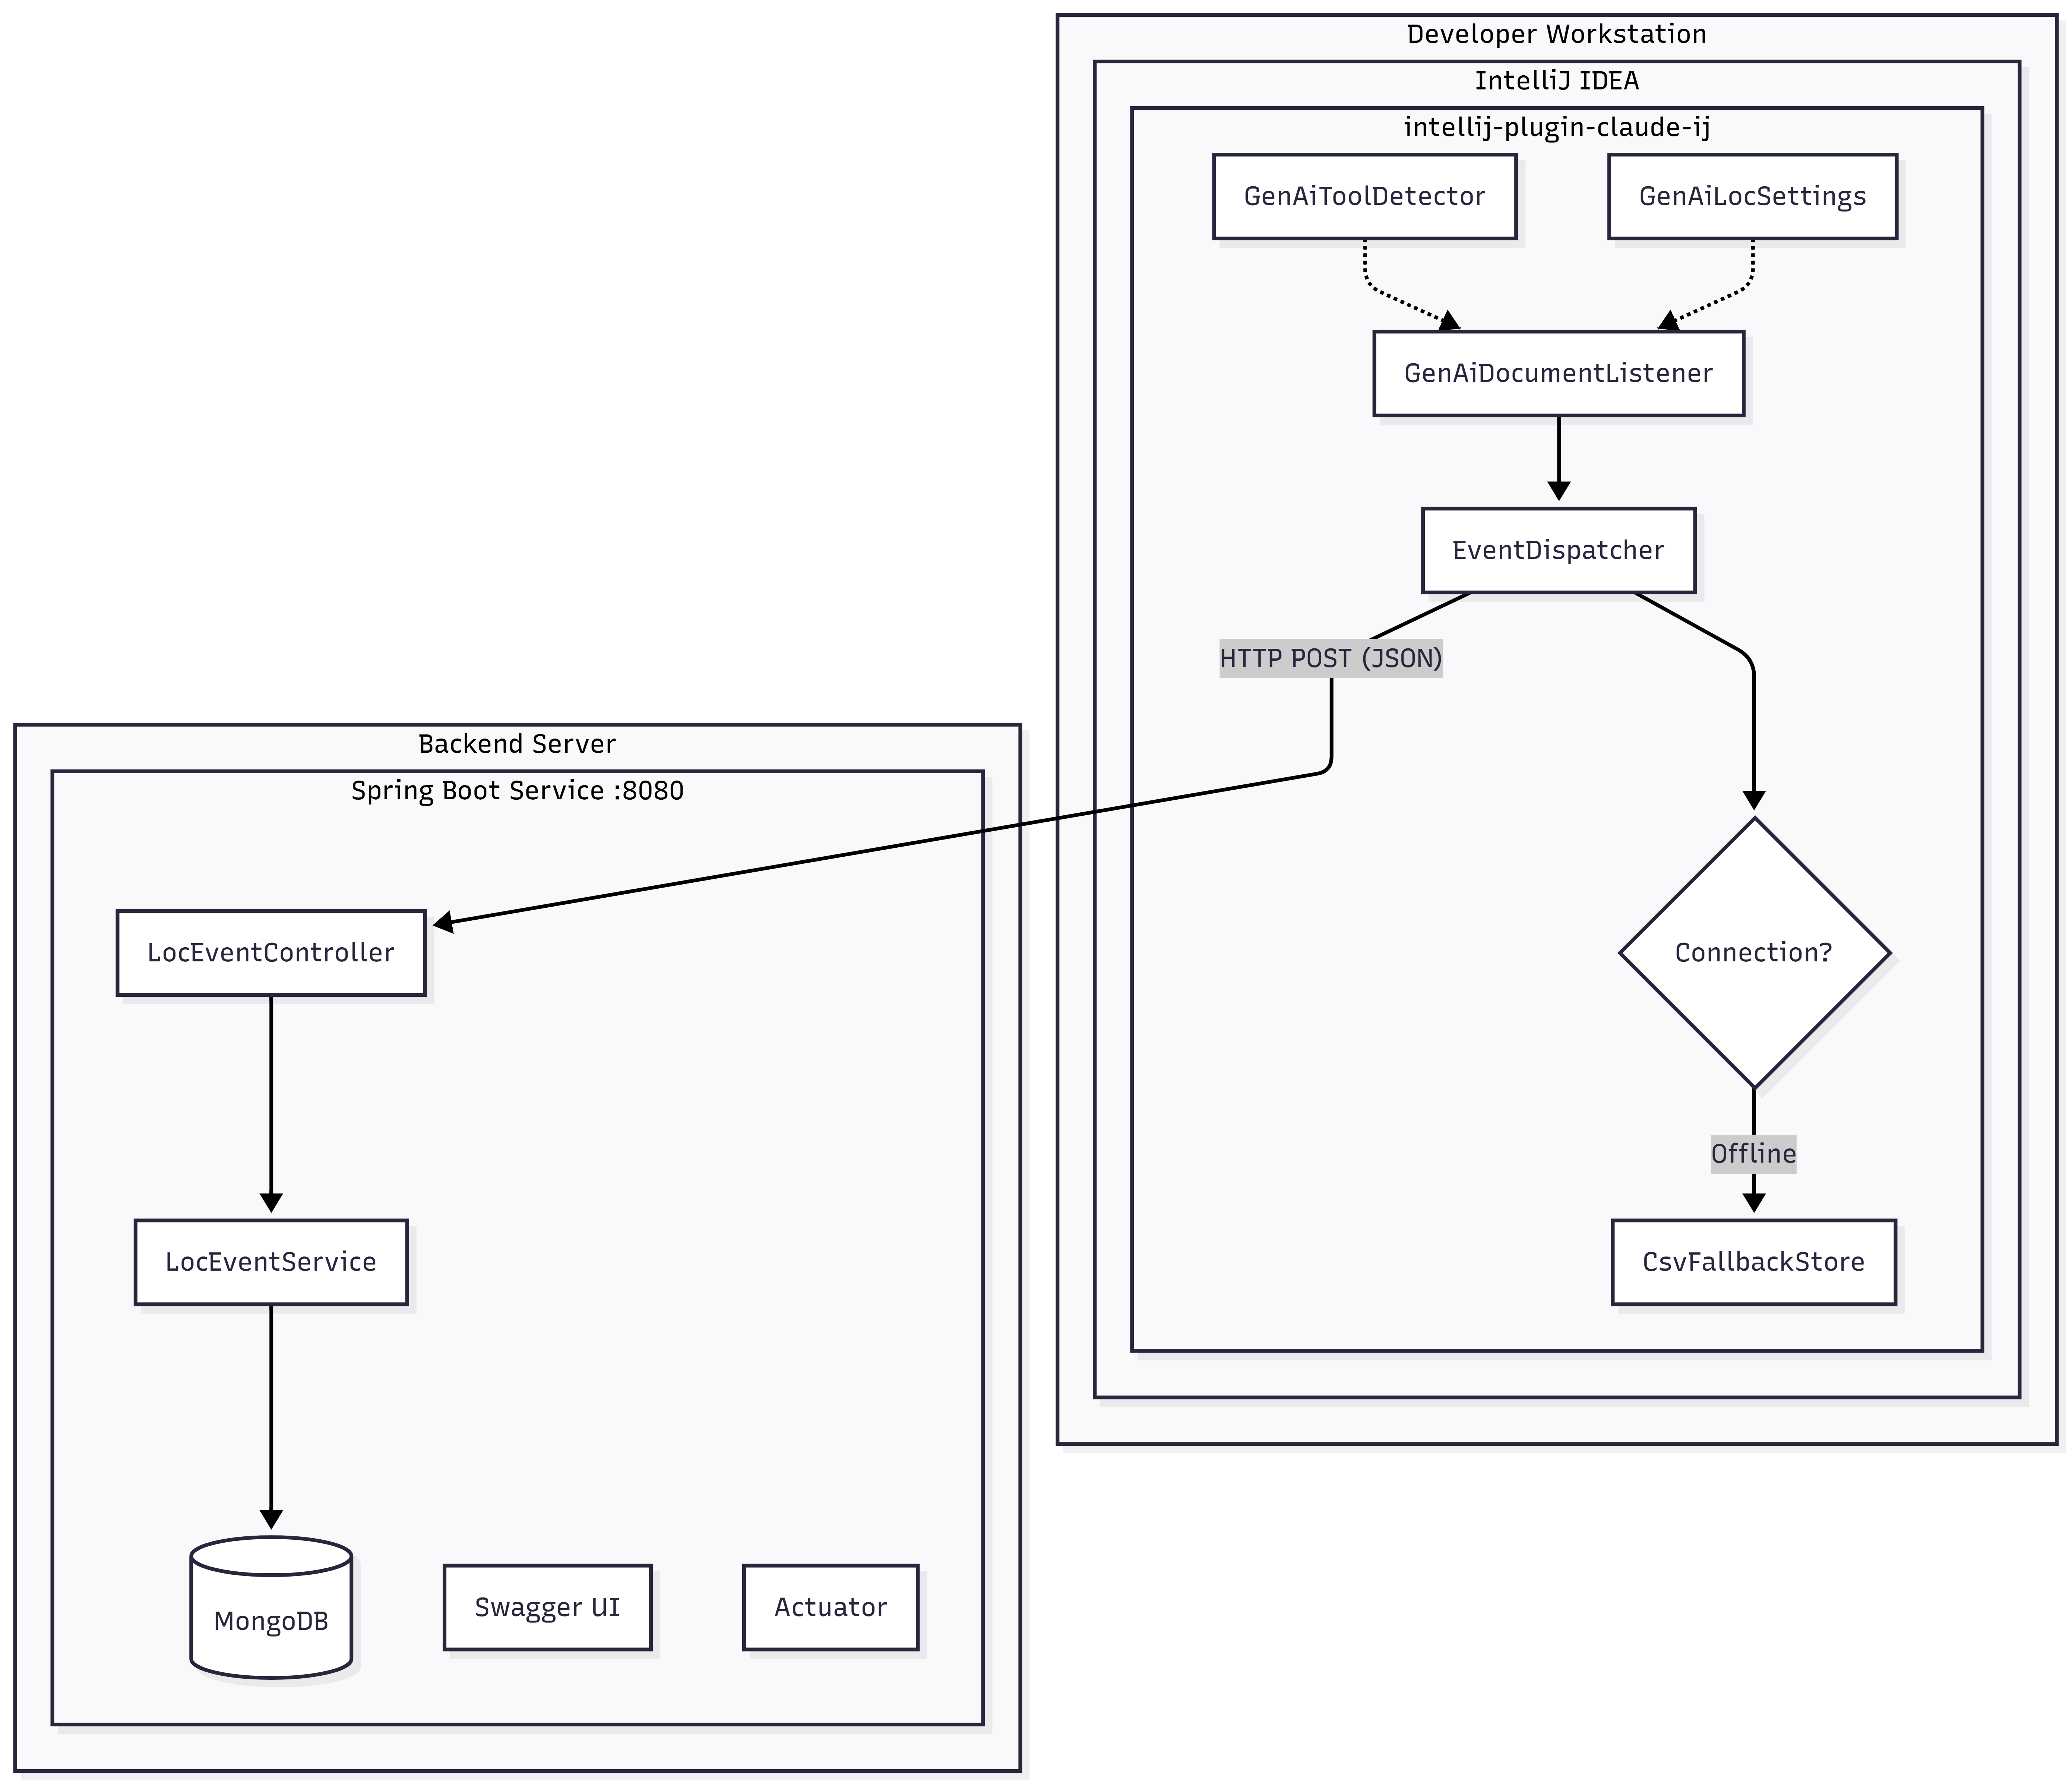 Developer Workstation
IntelliJ IDEA
intellij-plugin-claude-ij
GenAiToolDetector
GenAiLocSettings
GenAiDocumentListener
EventDispatcher
HTTP POST (JSON)
Backend Server
Spring Boot Service :8080
LocEventController
Connection?
Offline
LocEventService
CsvFallbackStore
MongoDB
Swagger UI
Actuator